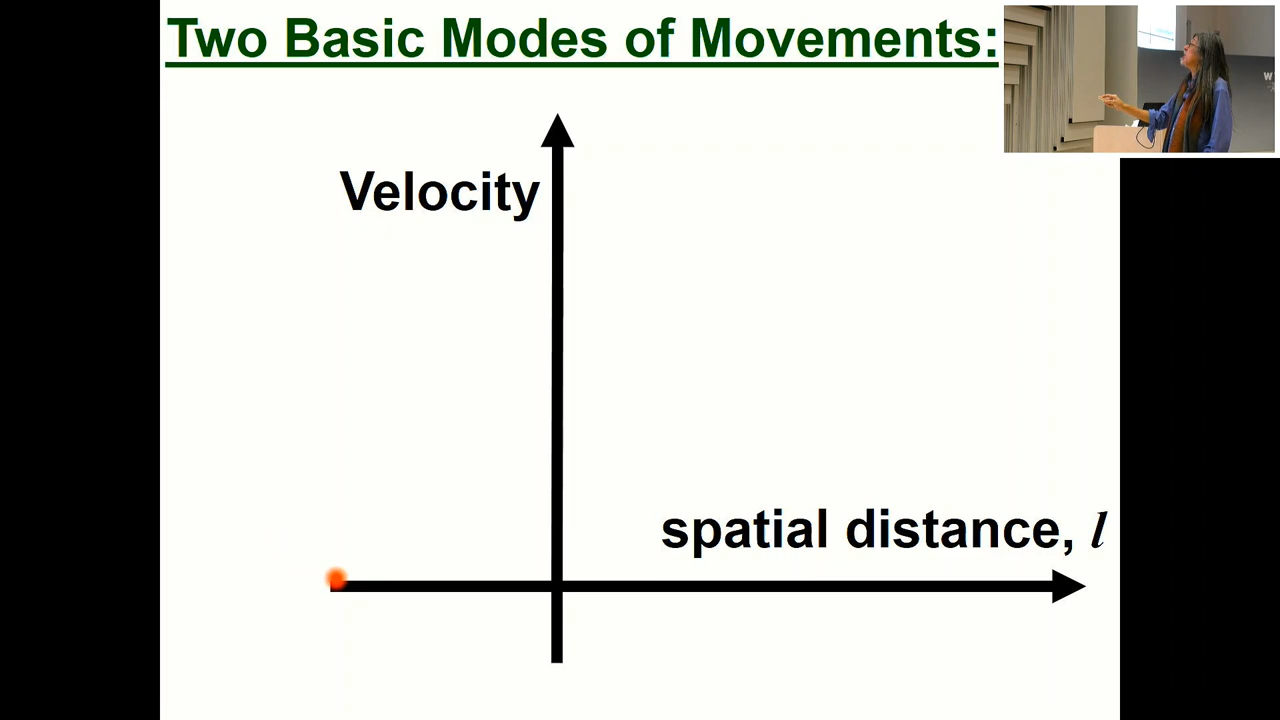 Two Basic Modes of Movements:
Velocity
spatial distance, l